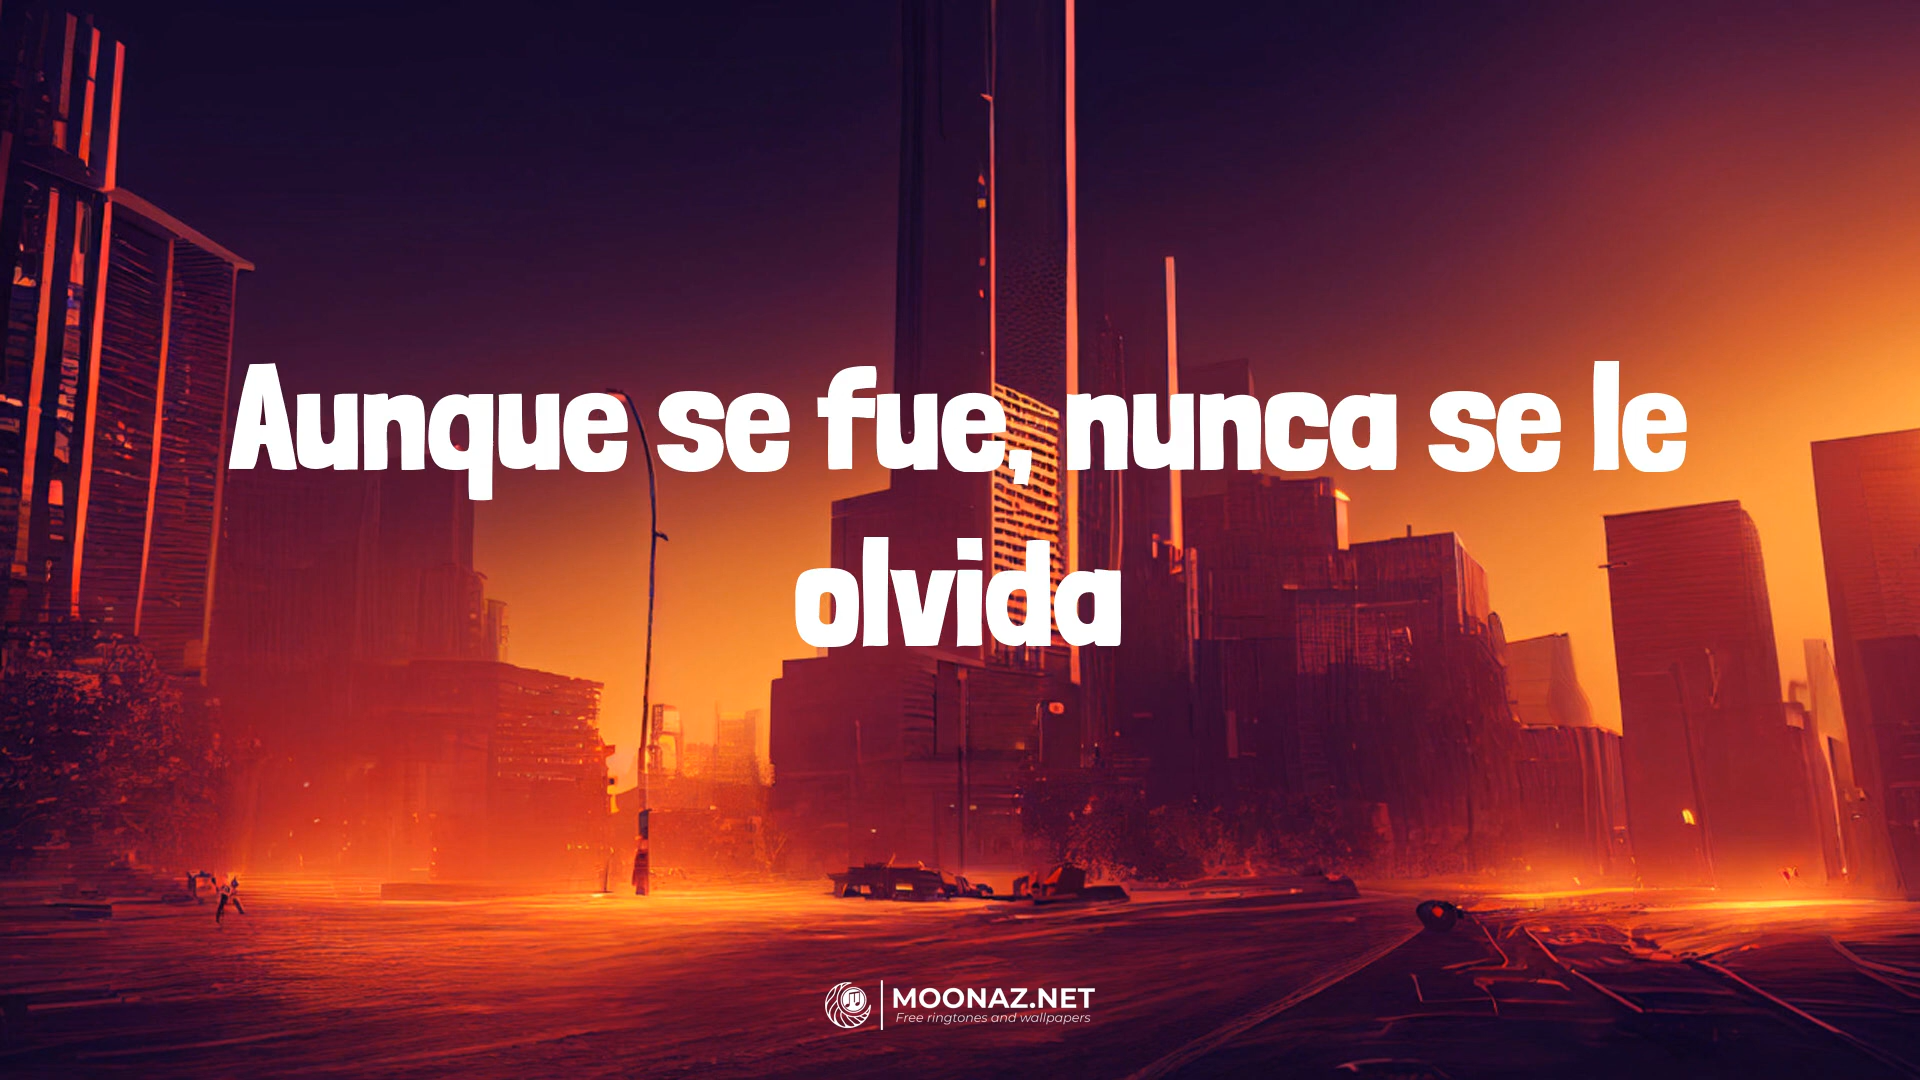 Aunque se fue, nunca se le
olvida
MOONAZ.NET
Free ringtones and wallpapers